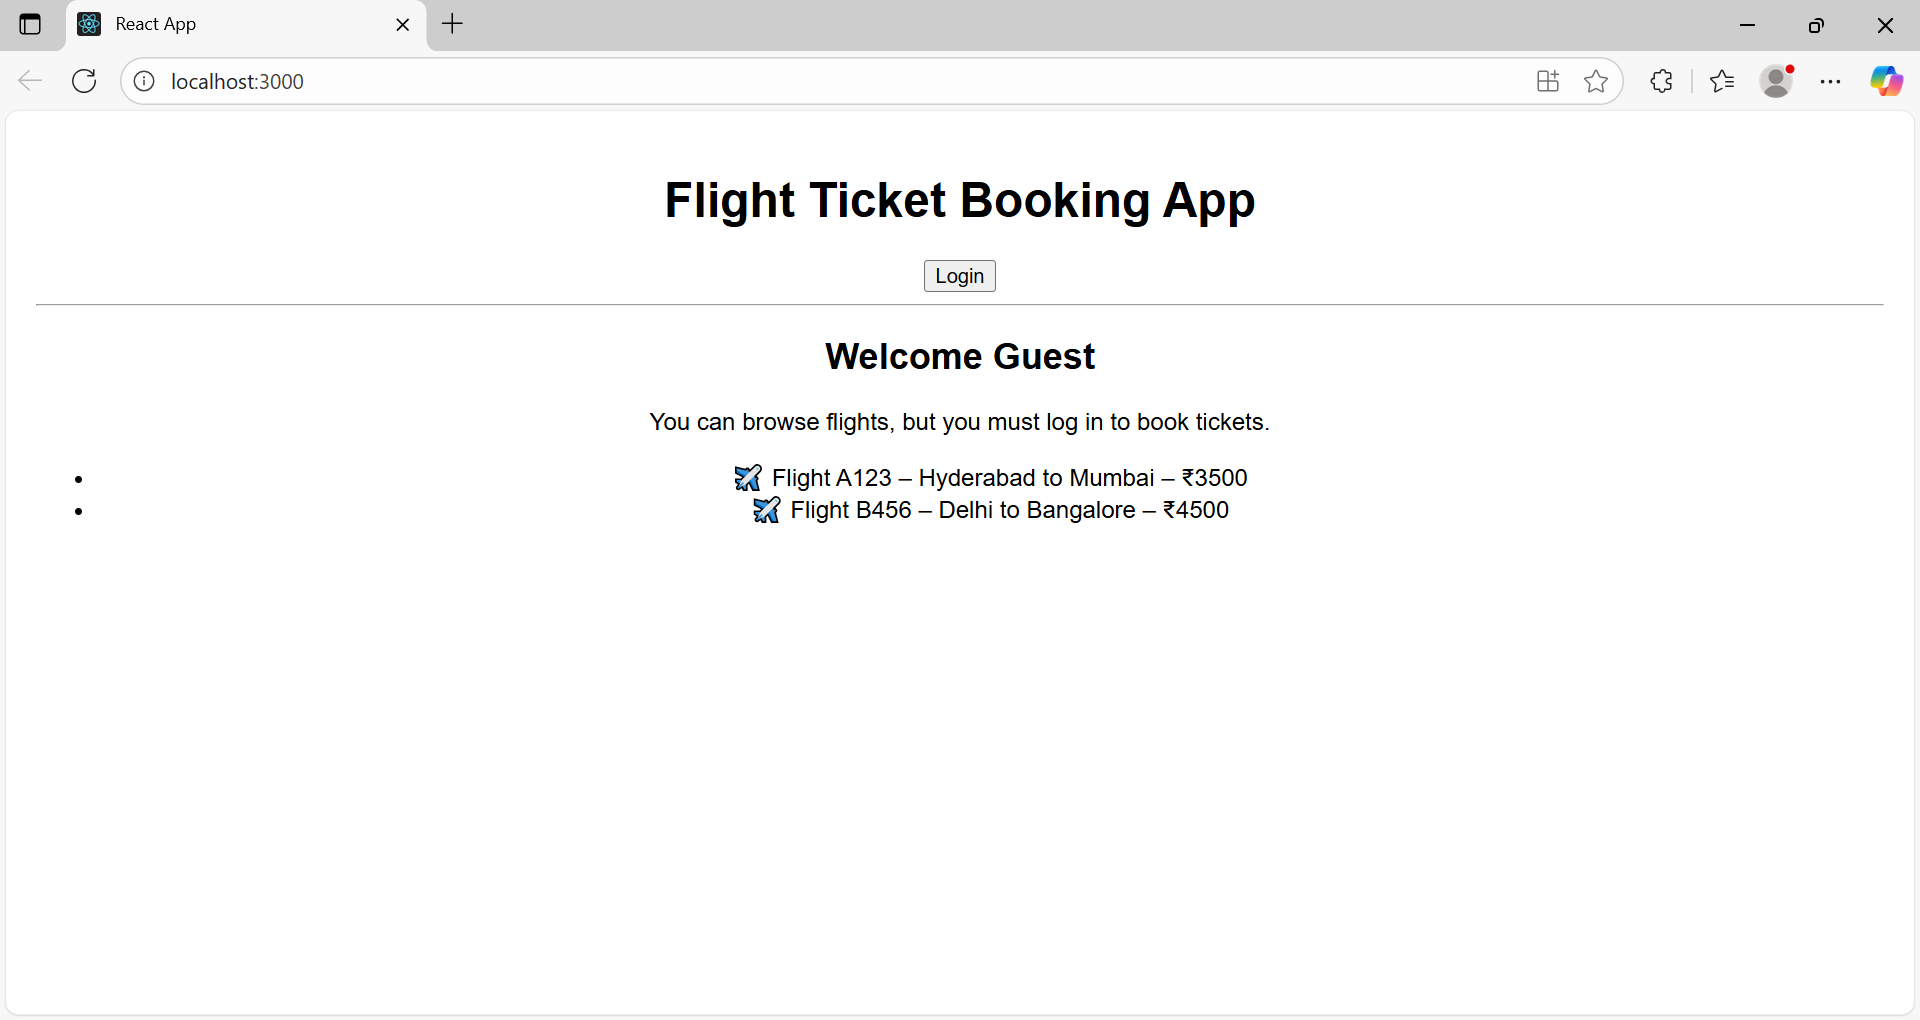 React App
localhost:3000
Flight Ticket Booking App
Login
Welcome Guest
You can browse flights, but you must log in to book tickets.
• ✈️ Flight A123 – Hyderabad to Mumbai – ₹3500
• ✈️ Flight B456 – Delhi to Bangalore – ₹4500